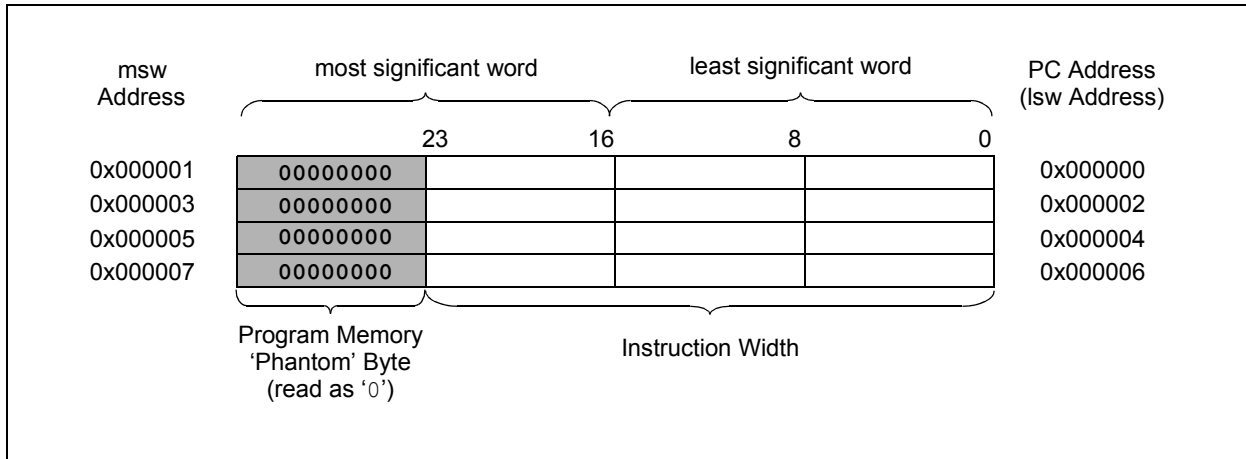 msw
Address
most significant word
least significant word
PC Address
(lsw Address)
23
16
8
0
0x000001
00000000
0x000000
0x000003
00000000
0x000002
0x000005
00000000
0x000004
0x000007
00000000
0x000006
Program Memory
‘Phantom’ Byte
(read as ‘0’)
Instruction Width